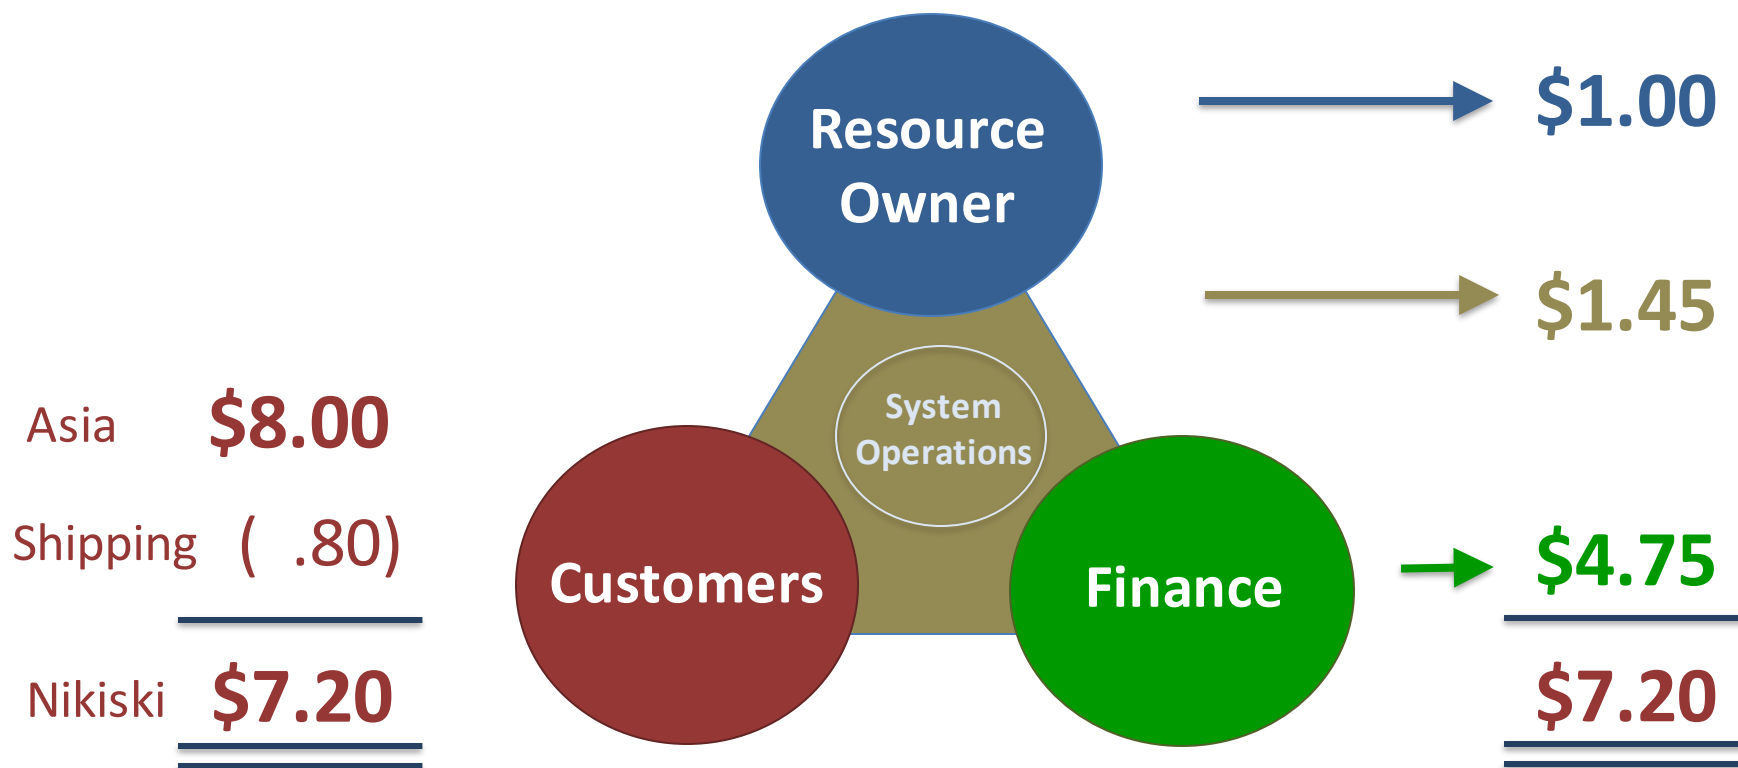 Resource
Owner
$1.00
$1.45
System
Operations
Asia $8.00
Shipping ( .80)
Customers
Finance
$4.75
Nikiski $7.20
$7.20